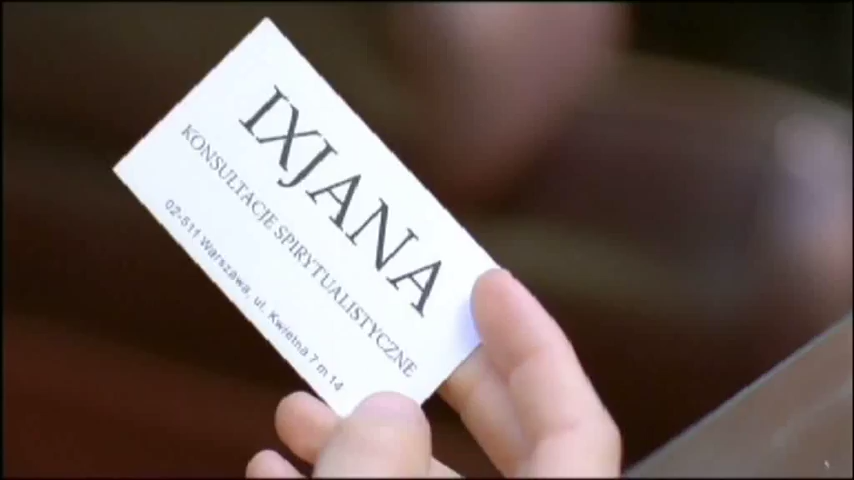 IXJANA
KONSULTACJE SPIRYTUALISTYCZNE
02-511 Warszawa, ul. Kwietna 7 m 14